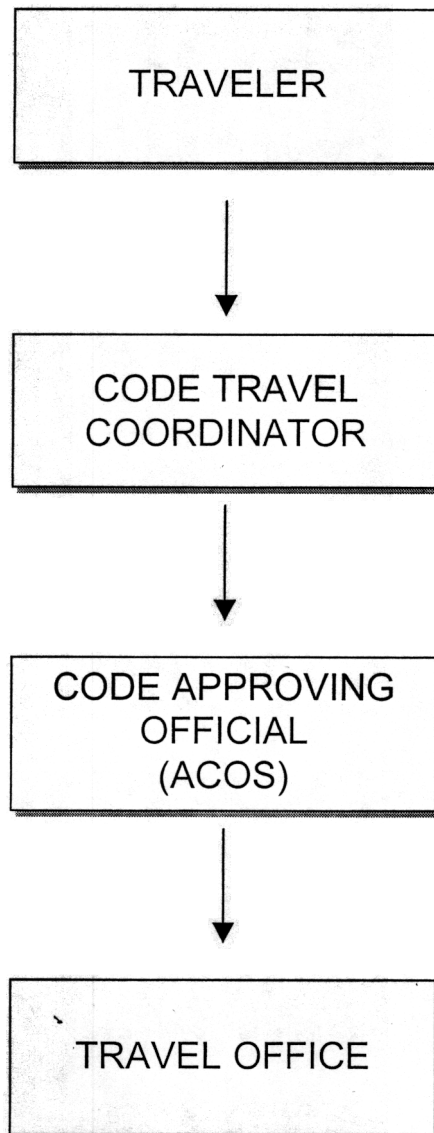 TRAVELER
CODE TRAVEL
COORDINATOR
CODE APPROVING
OFFICIAL
(ACOS)
TRAVEL OFFICE